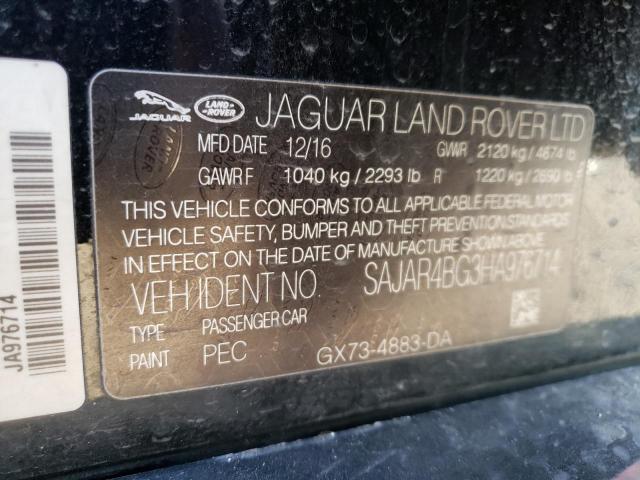 JA976714
JAGUAR
LAND ROVER
JAGUAR LAND ROVER LTD
MFD DATE 12/16 GWR 2120 kg / 4674 lb
GAWR F 1040 kg / 2293 lb R 1220 kg / 2690 lb
THIS VEHICLE CONFORMS TO ALL APPLICABLE FEDERAL MOTOR
VEHICLE SAFETY, BUMPER AND THEFT PREVENTION STANDARDS
IN EFFECT ON THE DATE OF MANUFACTURE SHOWN ABOVE.
VEH IDENT NO. SAJAR4BG3HA976714
TYPE PASSENGER CAR
PAINT PEC GX73-4883-DA